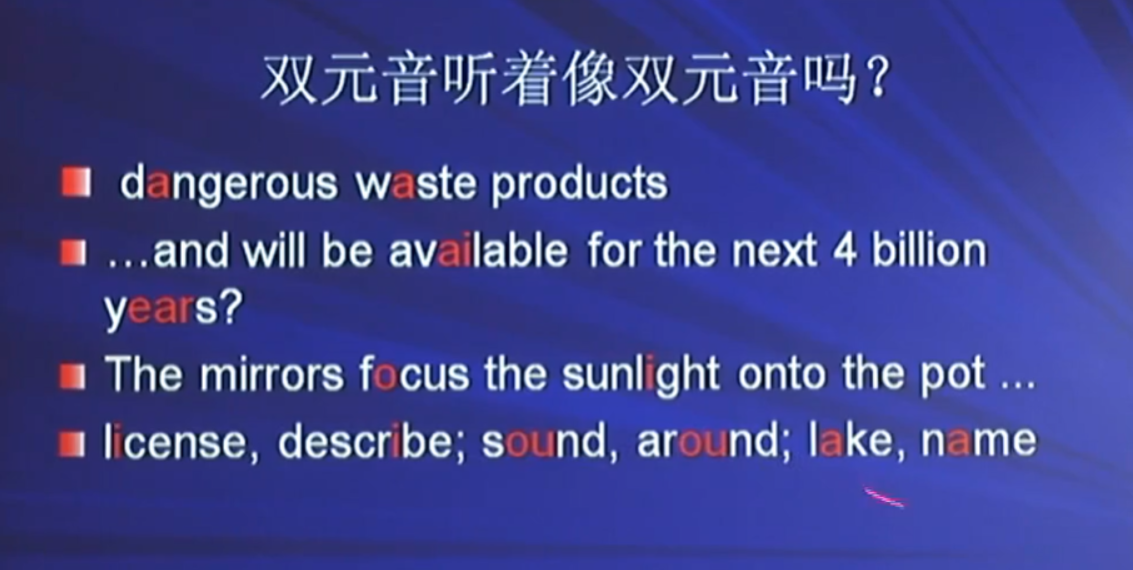 双元音听着像双元音吗？
dangerous waste products
…and will be available for the next 4 billion
years?
The mirrors focus the sunlight onto the pot …
license, describe; sound, around; lake, name